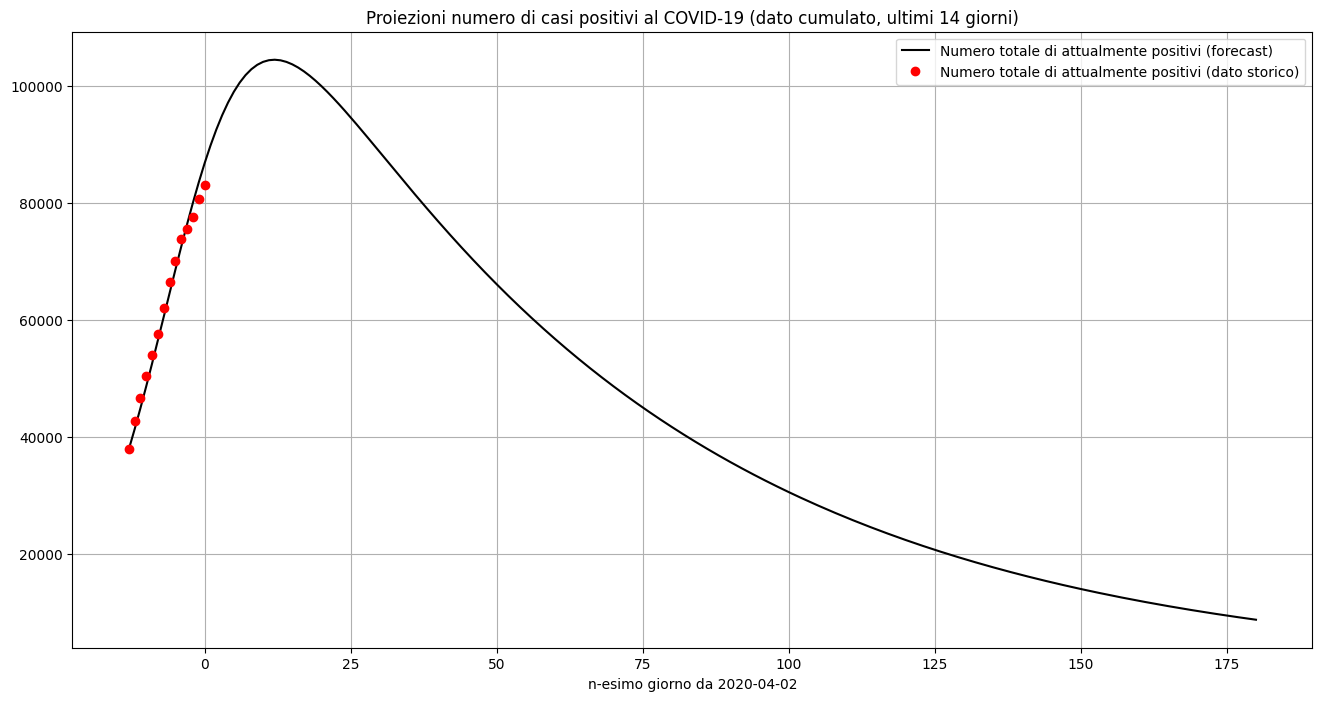 Proiezioni numero di casi positivi al COVID-19 (dato cumulato, ultimi 14 giorni)
Numero totale di attualmente positivi (forecast)
Numero totale di attualmente positivi (dato storico)
100000
80000
60000
40000
20000
0 25 50 75 100 125 150 175
n-esimo giorno da 2020-04-02